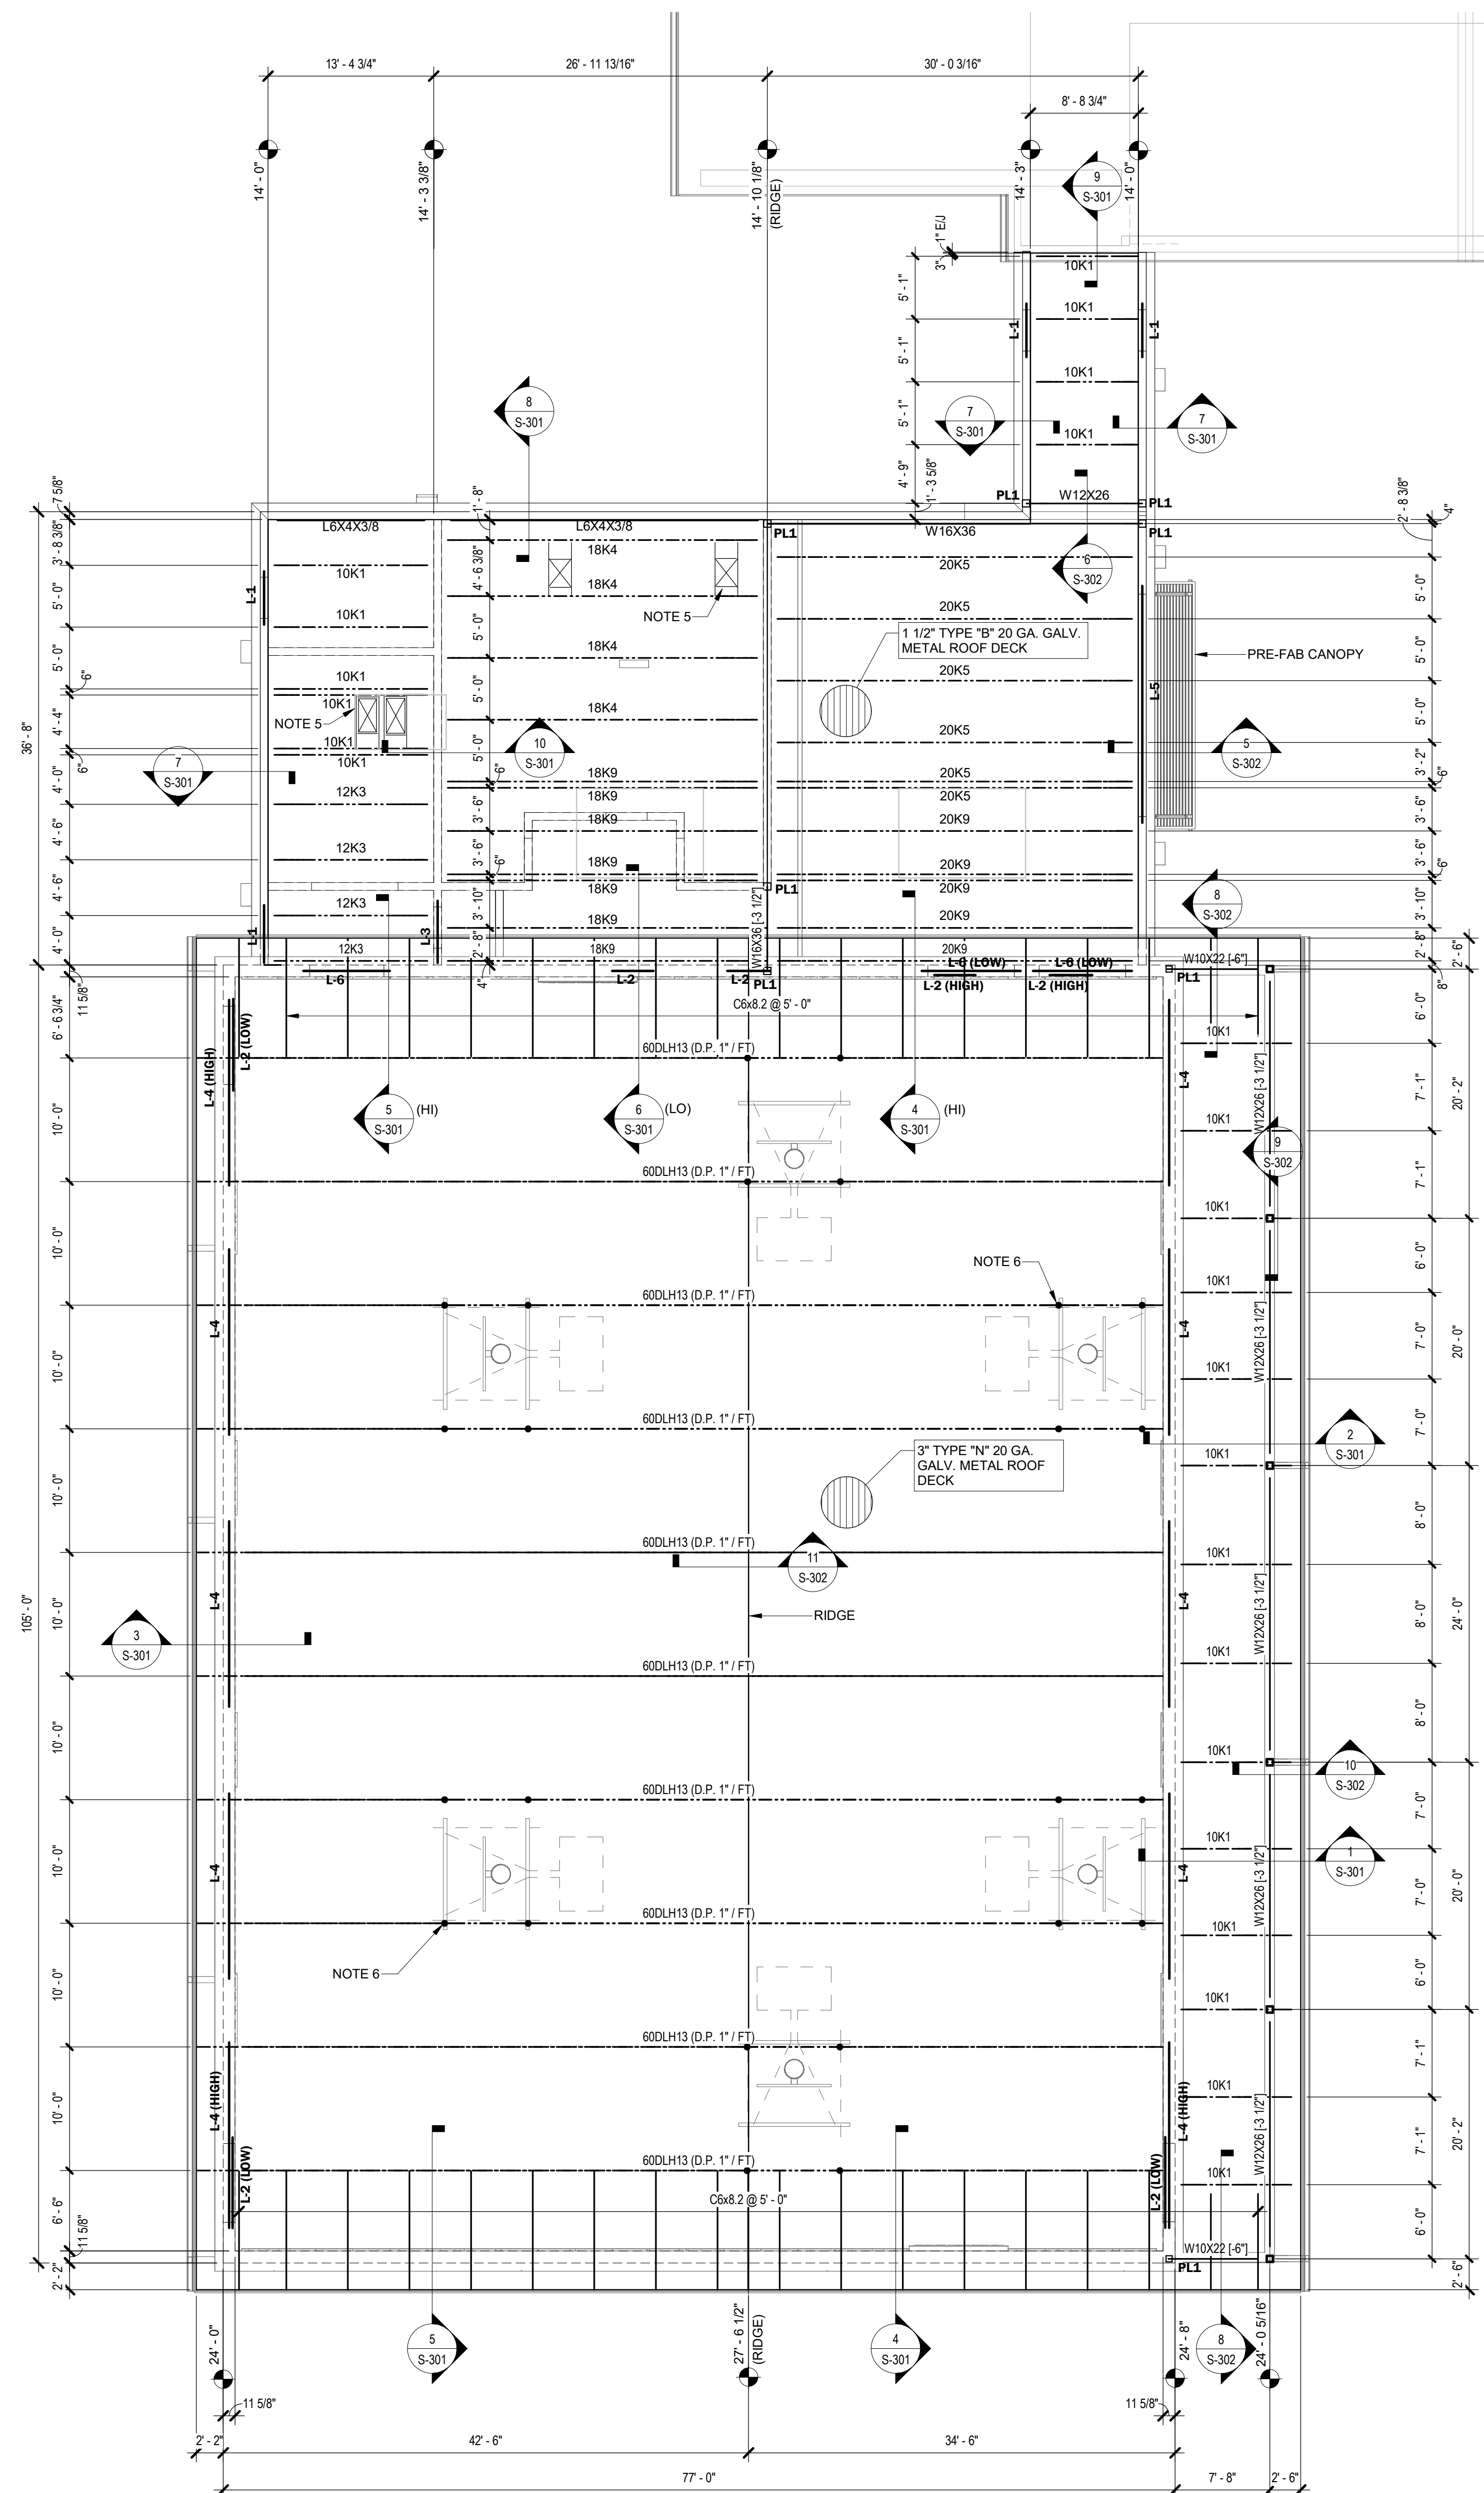 13' - 4 3/4"
26' - 11 13/16"
30' - 0 3/16"
8' - 8 3/4"
14' - 0"
14' - 3 3/8"
14' - 10 1/8"
(RIDGE)
14' - 3"
14' - 0"
9
S-301
1" E/J
3"
10K1
5' - 1"
10K1
L-1
L-1
5' - 1"
10K1
5' - 1"
10K1
4' - 9"
1' - 3 5/8"
8
S-301
7
S-301
7
S-301
PL1
W12X26
PL1
7 5/8"
1' - 8"
2' - 8 3/8"
4"
L6X4X3/8
L6X4X3/8
PL1
W16X36
PL1
3' - 8 3/8"
4' - 6 3/8"
18K4
20K5
6
S-302
10K1
18K4
NOTE 5
L-1
5' - 0"
5' - 0"
10K1
20K5
1 1/2" TYPE "B" 20 GA. GALV.
METAL ROOF DECK
PRE-FAB CANOPY
5' - 0"
5' - 0"
18K4
5' - 0"
6"
10K1
5' - 0"
20K5
L-5
10K1
NOTE 5
18K4
5' - 0"
4' - 4"
20K5
10K1
10
S-301
5' - 0"
5
S-302
3' - 2"
36' - 8"
7
S-301
6"
10K1
18K9
6"
20K5
6"
4' - 0"
12K3
18K9
3' - 6"
20K5
3' - 6"
4' - 6"
18K9
20K9
12K3
18K9
3' - 6"
6"
20K9
3' - 6"
6"
4' - 6"
18K9
PL1
20K9
12K3
18K9
3' - 10"
20K9
3' - 10"
8
S-302
4' - 0"
L-1
L-3
12K3
18K9
2' - 8"
4"
W16X36 [-3 1/2"]
20K9
2' - 8"
2' - 6"
W10X22 [-6"]
L-6
L-2
L-2
PL1
L-6 (LOW)
L-6 (LOW)
L-2 (HIGH)
L-2 (HIGH)
PL1
8"
11 5/8"
6' - 6 3/4"
C6x8.2 @ 5' - 0"
6' - 0"
10K1
L-4 (HIGH)
L-2 (LOW)
60DLH13 (D.P. 1" / FT)
L-4
W12X26 [-3 1/2"]
7' - 1"
20' - 2"
10' - 0"
5
S-301
(HI)
6
S-301
(LO)
4
S-301
(HI)
10K1
9
S-302
60DLH13 (D.P. 1" / FT)
7' - 1"
10K1
10' - 0"
NOTE 6
6' - 0"
10K1
60DLH13 (D.P. 1" / FT)
L-4
L-4
W12X26 [-3 1/2"]
7' - 0"
20' - 0"
10' - 0"
10K1
60DLH13 (D.P. 1" / FT)
2
S-301
7' - 0"
10K1
3" TYPE "N" 20 GA.
GALV. METAL ROOF
DECK
10' - 0"
8' - 0"
60DLH13 (D.P. 1" / FT)
11
S-302
10K1
L-4
L-4
W12X26 [-3 1/2"]
105' - 0"
10' - 0"
RIDGE
8' - 0"
24' - 0"
3
S-301
10K1
60DLH13 (D.P. 1" / FT)
10' - 0"
8' - 0"
10K1
10
S-302
60DLH13 (D.P. 1" / FT)
7' - 0"
10K1
L-4
L-4
W12X26 [-3 1/2"]
1
S-301
10' - 0"
7' - 0"
20' - 0"
60DLH13 (D.P. 1" / FT)
10K1
NOTE 6
10' - 0"
6' - 0"
10K1
60DLH13 (D.P. 1" / FT)
7' - 1"
L-4 (HIGH)
L-4 (HIGH)
10K1
10' - 0"
W12X26 [-3 1/2"]
7' - 1"
20' - 2"
60DLH13 (D.P. 1" / FT)
10K1
L-2 (LOW)
L-2 (LOW)
6' - 6"
C6x8.2 @ 5' - 0"
6' - 0"
11 5/8"
W10X22 [-6"]
PL1
2' - 2"
2' - 6"
5
S-301
4
S-301
8
S-302
24' - 0"
27' - 6 1/2"
(RIDGE)
24' - 8"
24' - 0 5/16"
11 5/8"
11 5/8"
2' - 2"
42' - 6"
34' - 6"
77' - 0"
7' - 8"
2' - 6"